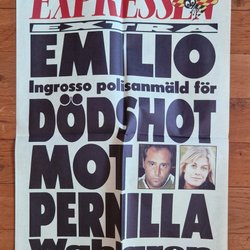 EXPRESSEN
EXTRA
EMILIO
Ingrosso polisanmäld för
DÖDSHOT
MOT
PERNILLA
Wahlgren